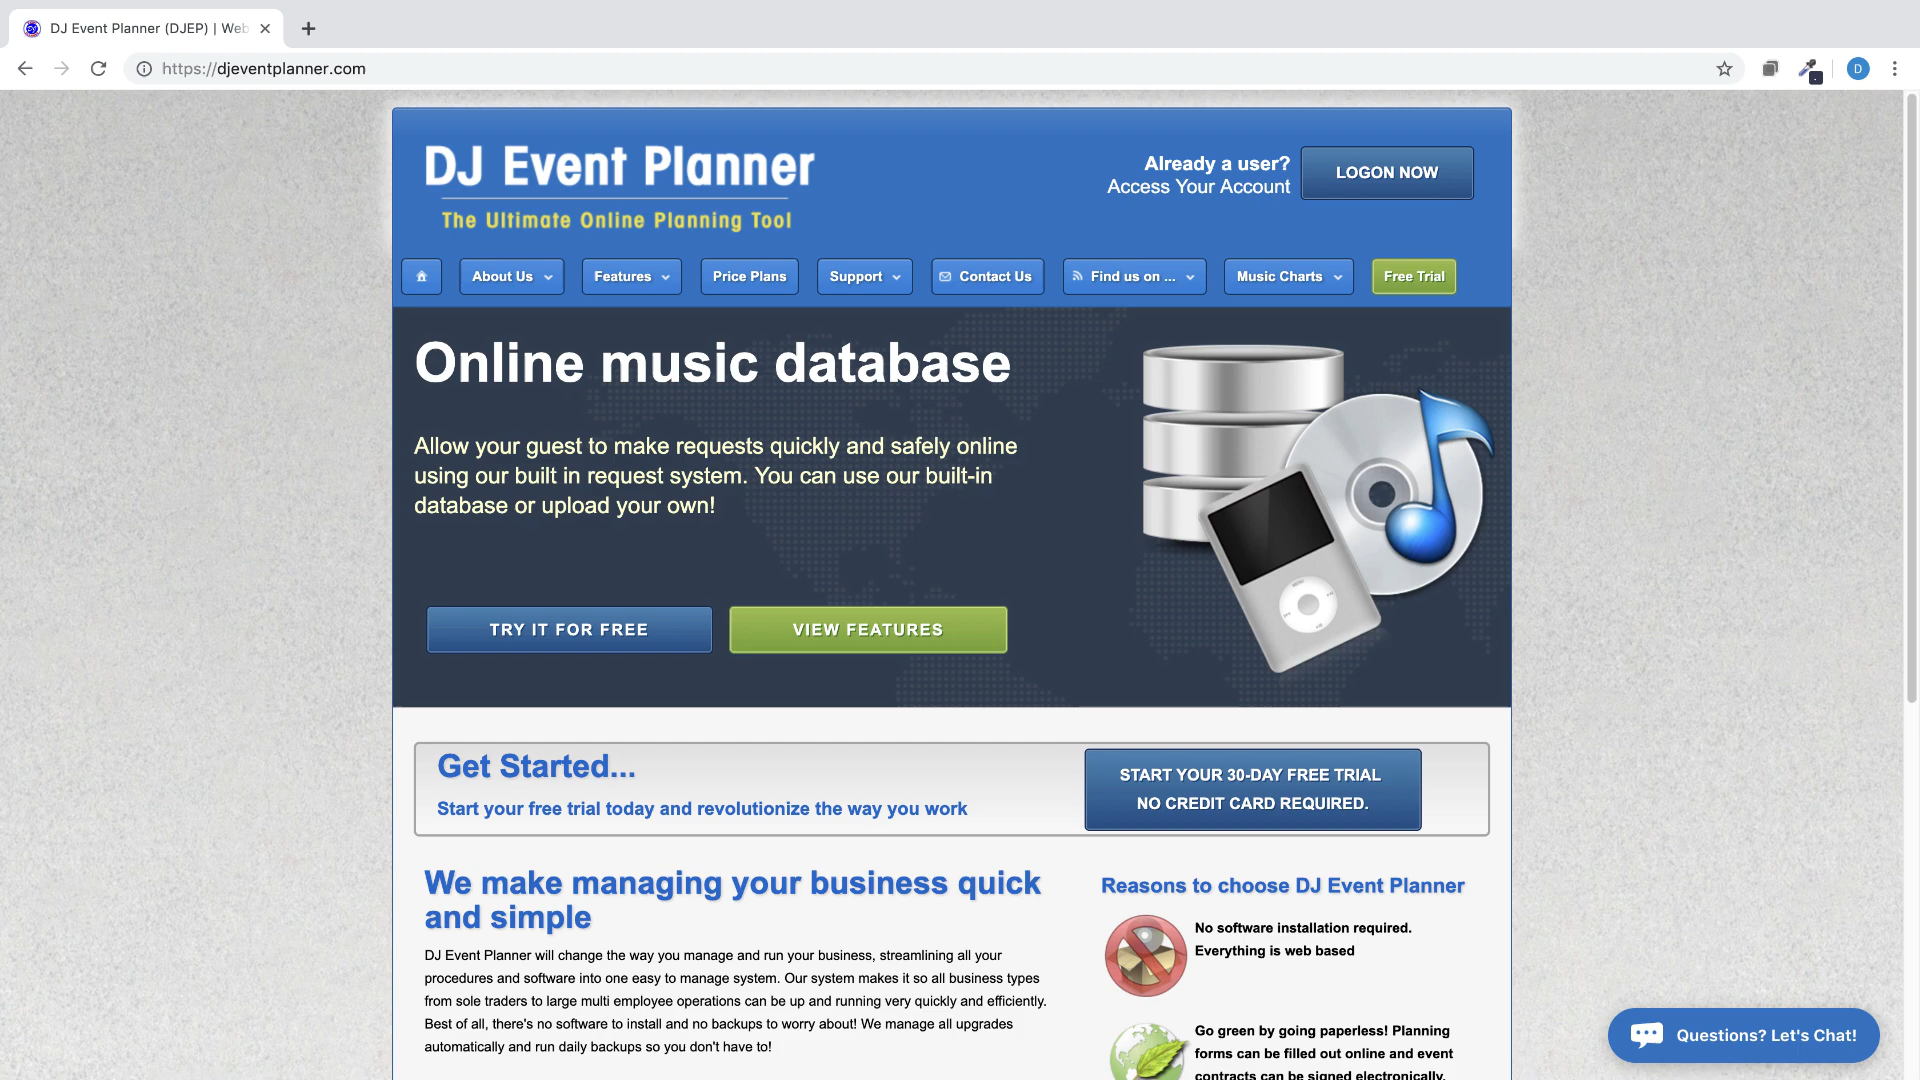 DJ Event Planner (DJEP) | Web
https://djeventplanner.com
D
DJ Event Planner
The Ultimate Online Planning Tool
Already a user?
Access Your Account
LOGON NOW
About Us
Features
Price Plans
Support
Contact Us
Find us on ...
Music Charts
Free Trial
Online music database
Allow your guest to make requests quickly and safely online
using our built in request system. You can use our built-in
database or upload your own!
MENU
TRY IT FOR FREE
VIEW FEATURES
Get Started...
Start your free trial today and revolutionize the way you work
START YOUR 30-DAY FREE TRIAL
NO CREDIT CARD REQUIRED.
We make managing your business quick
and simple
DJ Event Planner will change the way you manage and run your business, streamlining all your
procedures and software into one easy to manage system. Our system makes it so all business types
from sole traders to large multi employee operations can be up and running very quickly and efficiently.
Best of all, there's no software to install and no backups to worry about! We manage all upgrades
automatically and run daily backups so you don't have to!
Reasons to choose DJ Event Planner
No software installation required.
Everything is web based
Go green by going paperless! Planning
forms can be filled out online and event
contracts can be signed electronically.
Questions? Let's Chat!